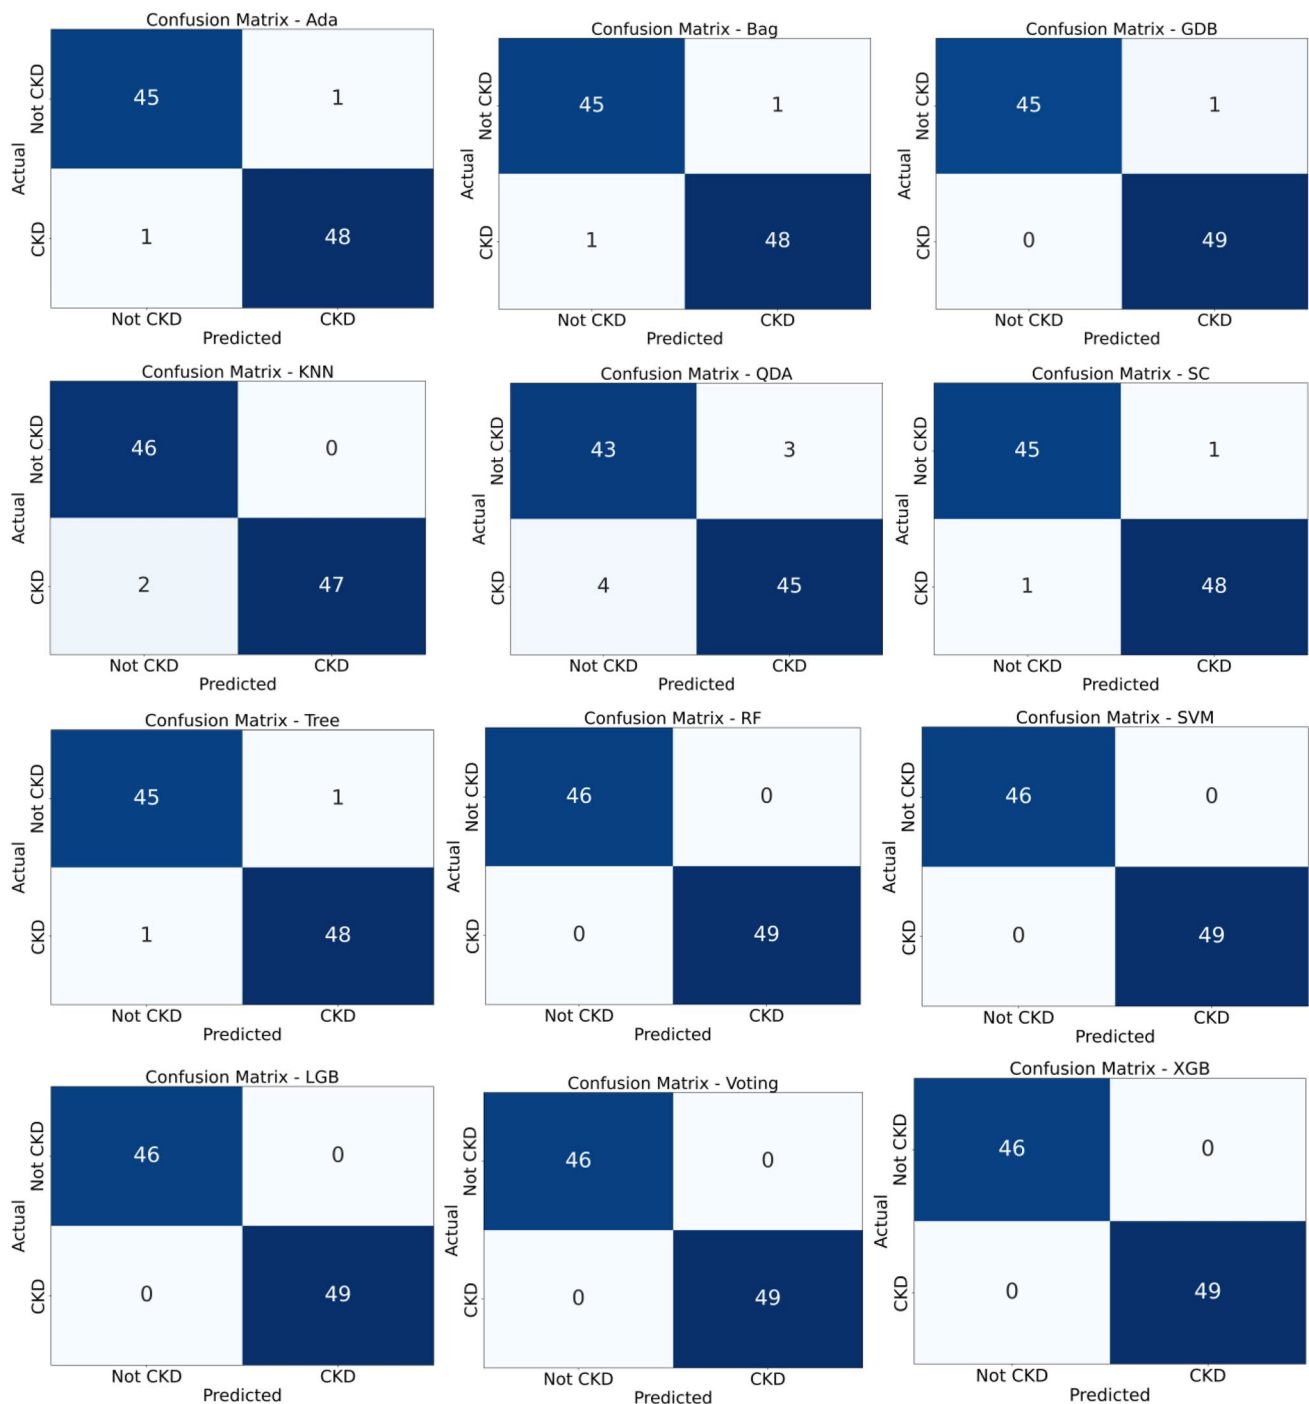 Confusion Matrix - Ada
Not CKD
45
1
Actual
CKD
1
48
Not CKD
CKD
Predicted
Confusion Matrix - Bag
Not CKD
45
1
Actual
CKD
1
48
Not CKD
CKD
Predicted
Confusion Matrix - GDB
Not CKD
45
1
Actual
CKD
0
49
Not CKD
CKD
Predicted
Confusion Matrix - KNN
Not CKD
46
0
Actual
CKD
2
47
Not CKD
CKD
Predicted
Confusion Matrix - QDA
Not CKD
43
3
Actual
CKD
4
45
Not CKD
CKD
Predicted
Confusion Matrix - SC
Not CKD
45
1
Actual
CKD
1
48
Not CKD
CKD
Predicted
Confusion Matrix - Tree
Not CKD
45
1
Actual
CKD
1
48
Not CKD
CKD
Predicted
Confusion Matrix - RF
Not CKD
46
0
Actual
CKD
0
49
Not CKD
CKD
Predicted
Confusion Matrix - SVM
Not CKD
46
0
Actual
CKD
0
49
Not CKD
CKD
Predicted
Confusion Matrix - LGB
Not CKD
46
0
Actual
CKD
0
49
Not CKD
CKD
Predicted
Confusion Matrix - Voting
Not CKD
46
0
Actual
CKD
0
49
Not CKD
CKD
Predicted
Confusion Matrix - XGB
Not CKD
46
0
Actual
CKD
0
49
Not CKD
CKD
Predicted